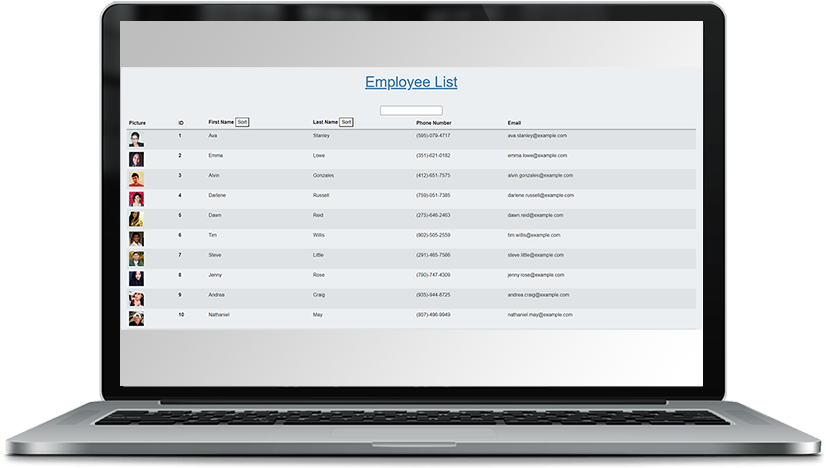 Employee List
Picture ID First Name Sort Last Name Sort Phone Number Email
1 Ava Stanley (595)-079-4717 ava.stanley@example.com
2 Emma Lowe (351)-621-0182 emma.lowe@example.com
3 Alvin Gonzales (412)-651-7575 alvin.gonzales@example.com
4 Darlene Russell (759)-051-7385 darlene.russell@example.com
5 Dawn Reid (275)-646-2463 dawn.reid@example.com
6 Tim Willis (902)-505-2559 tim.willis@example.com
7 Steve Little (291)-465-7586 steve.little@example.com
8 Jenny Rose (790)-747-4309 jenny.rose@example.com
9 Andrea Craig (935)-944-8725 andrea.craig@example.com
10 Nathaniel May (807)-496-9949 nathaniel.may@example.com